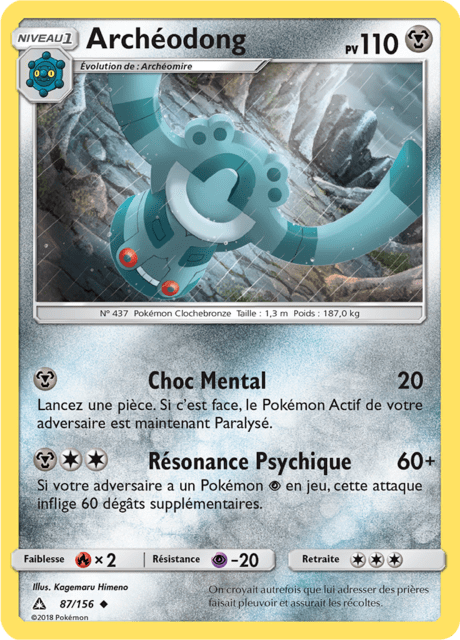 NIVEAU 1
Archéodong
PV 110
Évolution de : Archéomire
N° 437 Pokémon Clochebronze Taille : 1,3 m Poids : 187,0 kg
Choc Mental 20
Lancez une pièce. Si c'est face, le Pokémon Actif de votre
adversaire est maintenant Paralysé.
Résonance Psychique 60+
Si votre adversaire a un Pokémon en jeu, cette attaque
inflige 60 dégâts supplémentaires.
Faiblesse ×2 Résistance -20 Retraite
Illus. Kagemaru Himeno
87/156
©2018 Pokémon
On croyait autrefois que lui adresser des prières
faisait pleuvoir et assurait les récoltes.